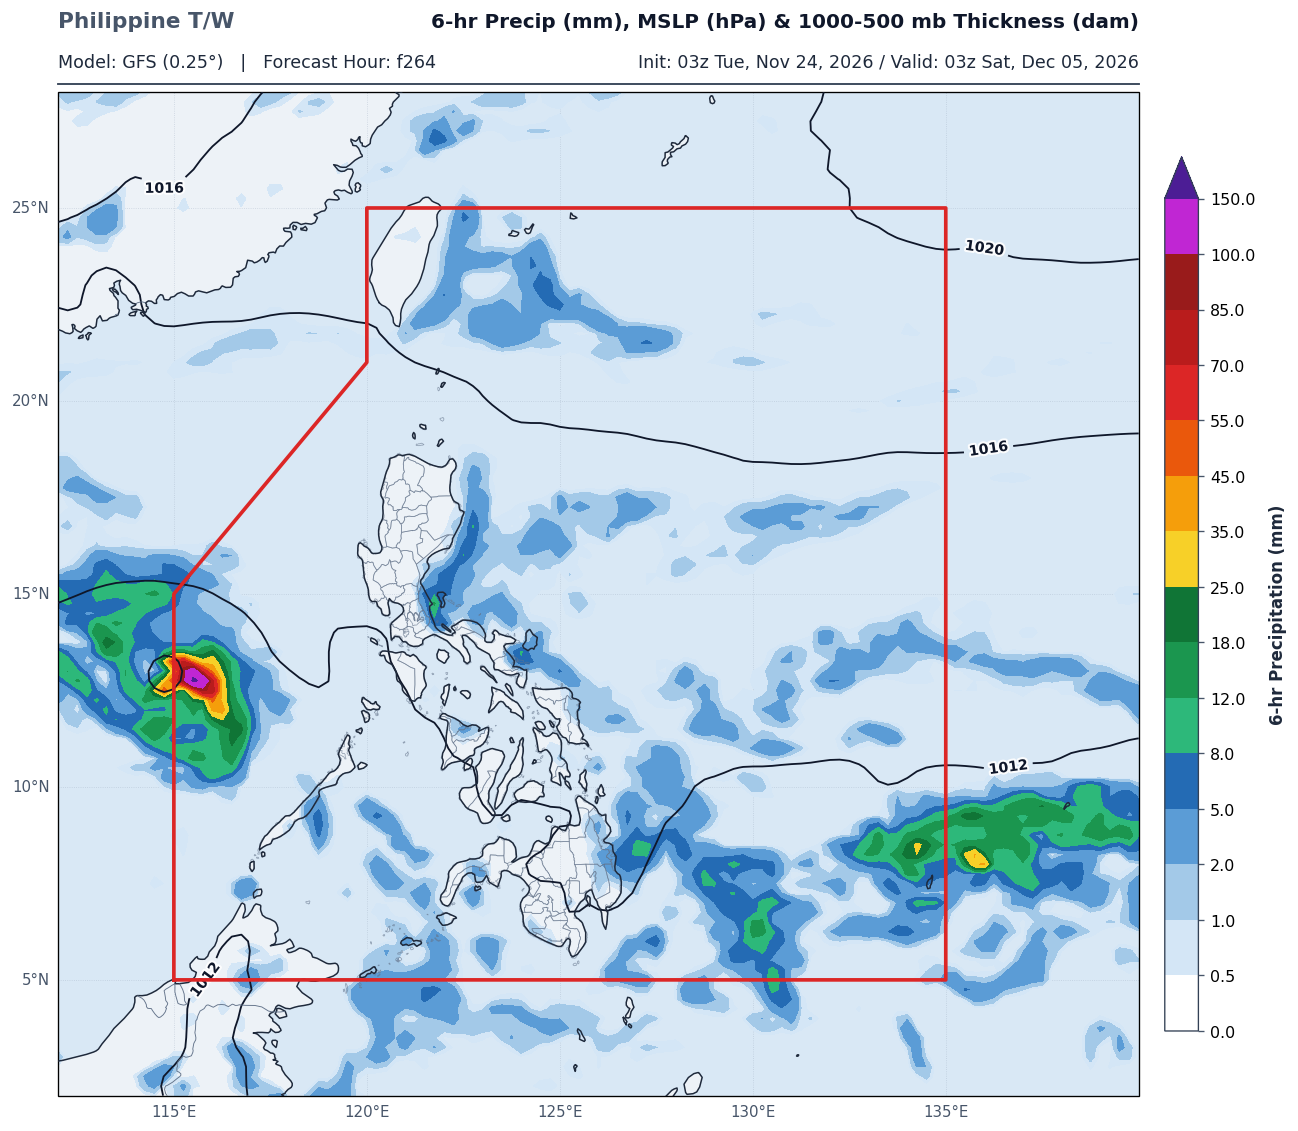 Philippine T/W
6-hr Precip (mm), MSLP (hPa) & 1000-500 mb Thickness (dam)
Model: GFS (0.25°) | Forecast Hour: f264
Init: 03z Tue, Nov 24, 2026 / Valid: 03z Sat, Dec 05, 2026
25°N
20°N
15°N
10°N
5°N
115°E
120°E
125°E
130°E
135°E
1016
1020
1016
1012
1012
150.0
100.0
85.0
70.0
55.0
45.0
35.0
25.0
18.0
12.0
8.0
5.0
2.0
1.0
0.5
0.0
6-hr Precipitation (mm)